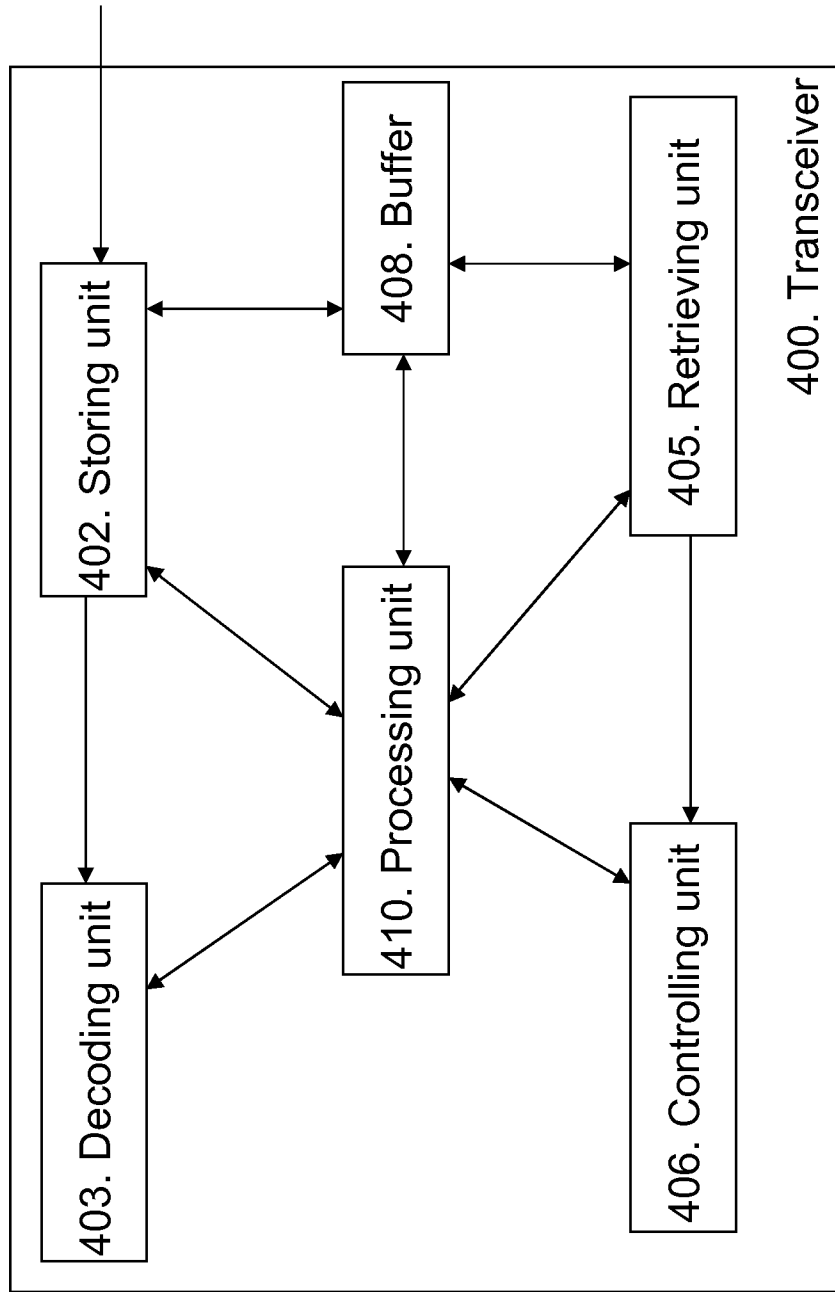 403. Decoding unit
402. Storing unit
410. Processing unit
408. Buffer
406. Controlling unit
405. Retrieving unit
400. Transceiver